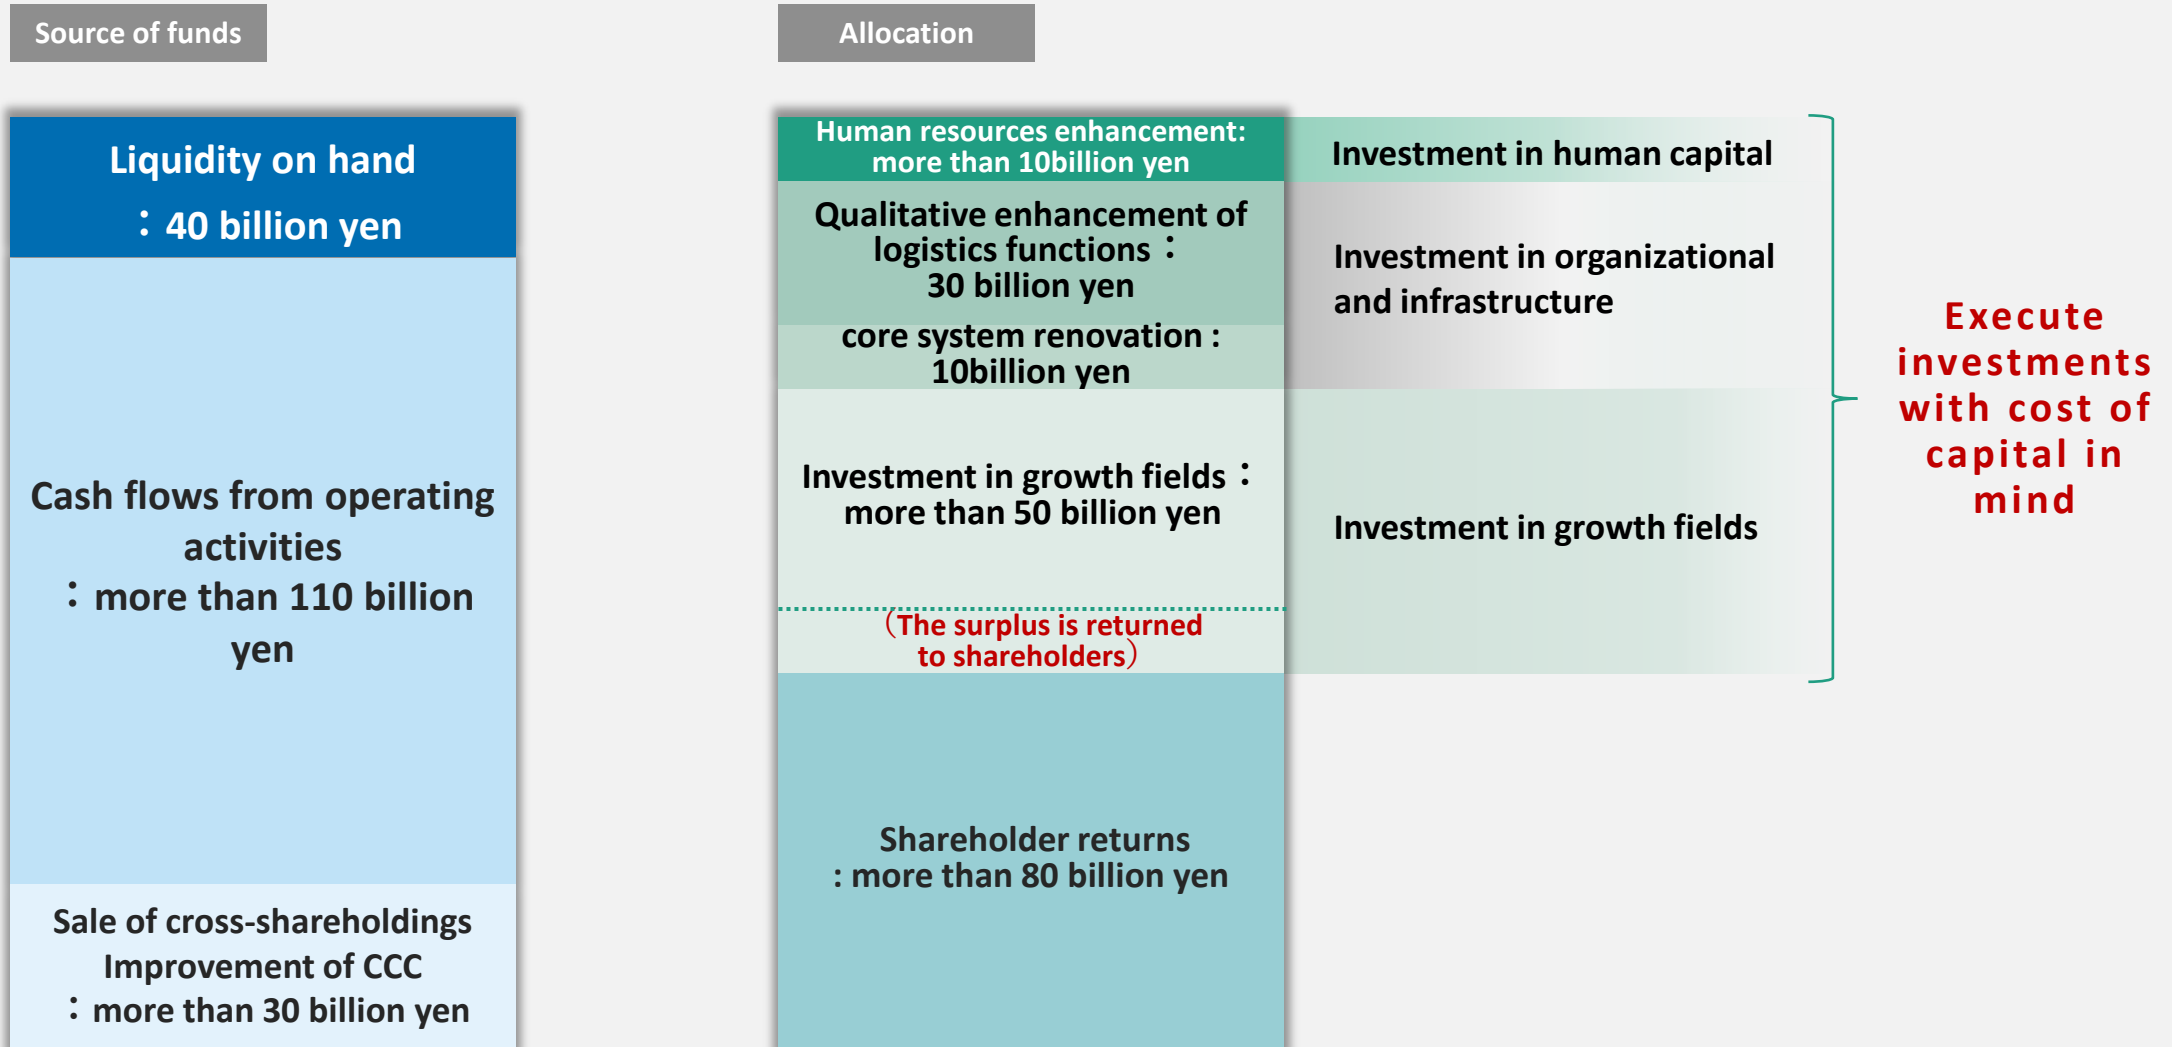 Source of funds
Liquidity on hand
：40 billion yen
Cash flows from operating
activities
：more than 110 billion
yen
Sale of cross-shareholdings
Improvement of CCC
：more than 30 billion yen
Allocation
Human resources enhancement:
more than 10billion yen
Qualitative enhancement of
logistics functions：
30 billion yen
core system renovation :
10billion yen
Investment in growth fields：
more than 50 billion yen
（The surplus is returned
to shareholders）
Shareholder returns
: more than 80 billion yen
Investment in human capital
Investment in organizational
and infrastructure
Investment in growth fields
Execute
investments
with cost of
capital in
mind